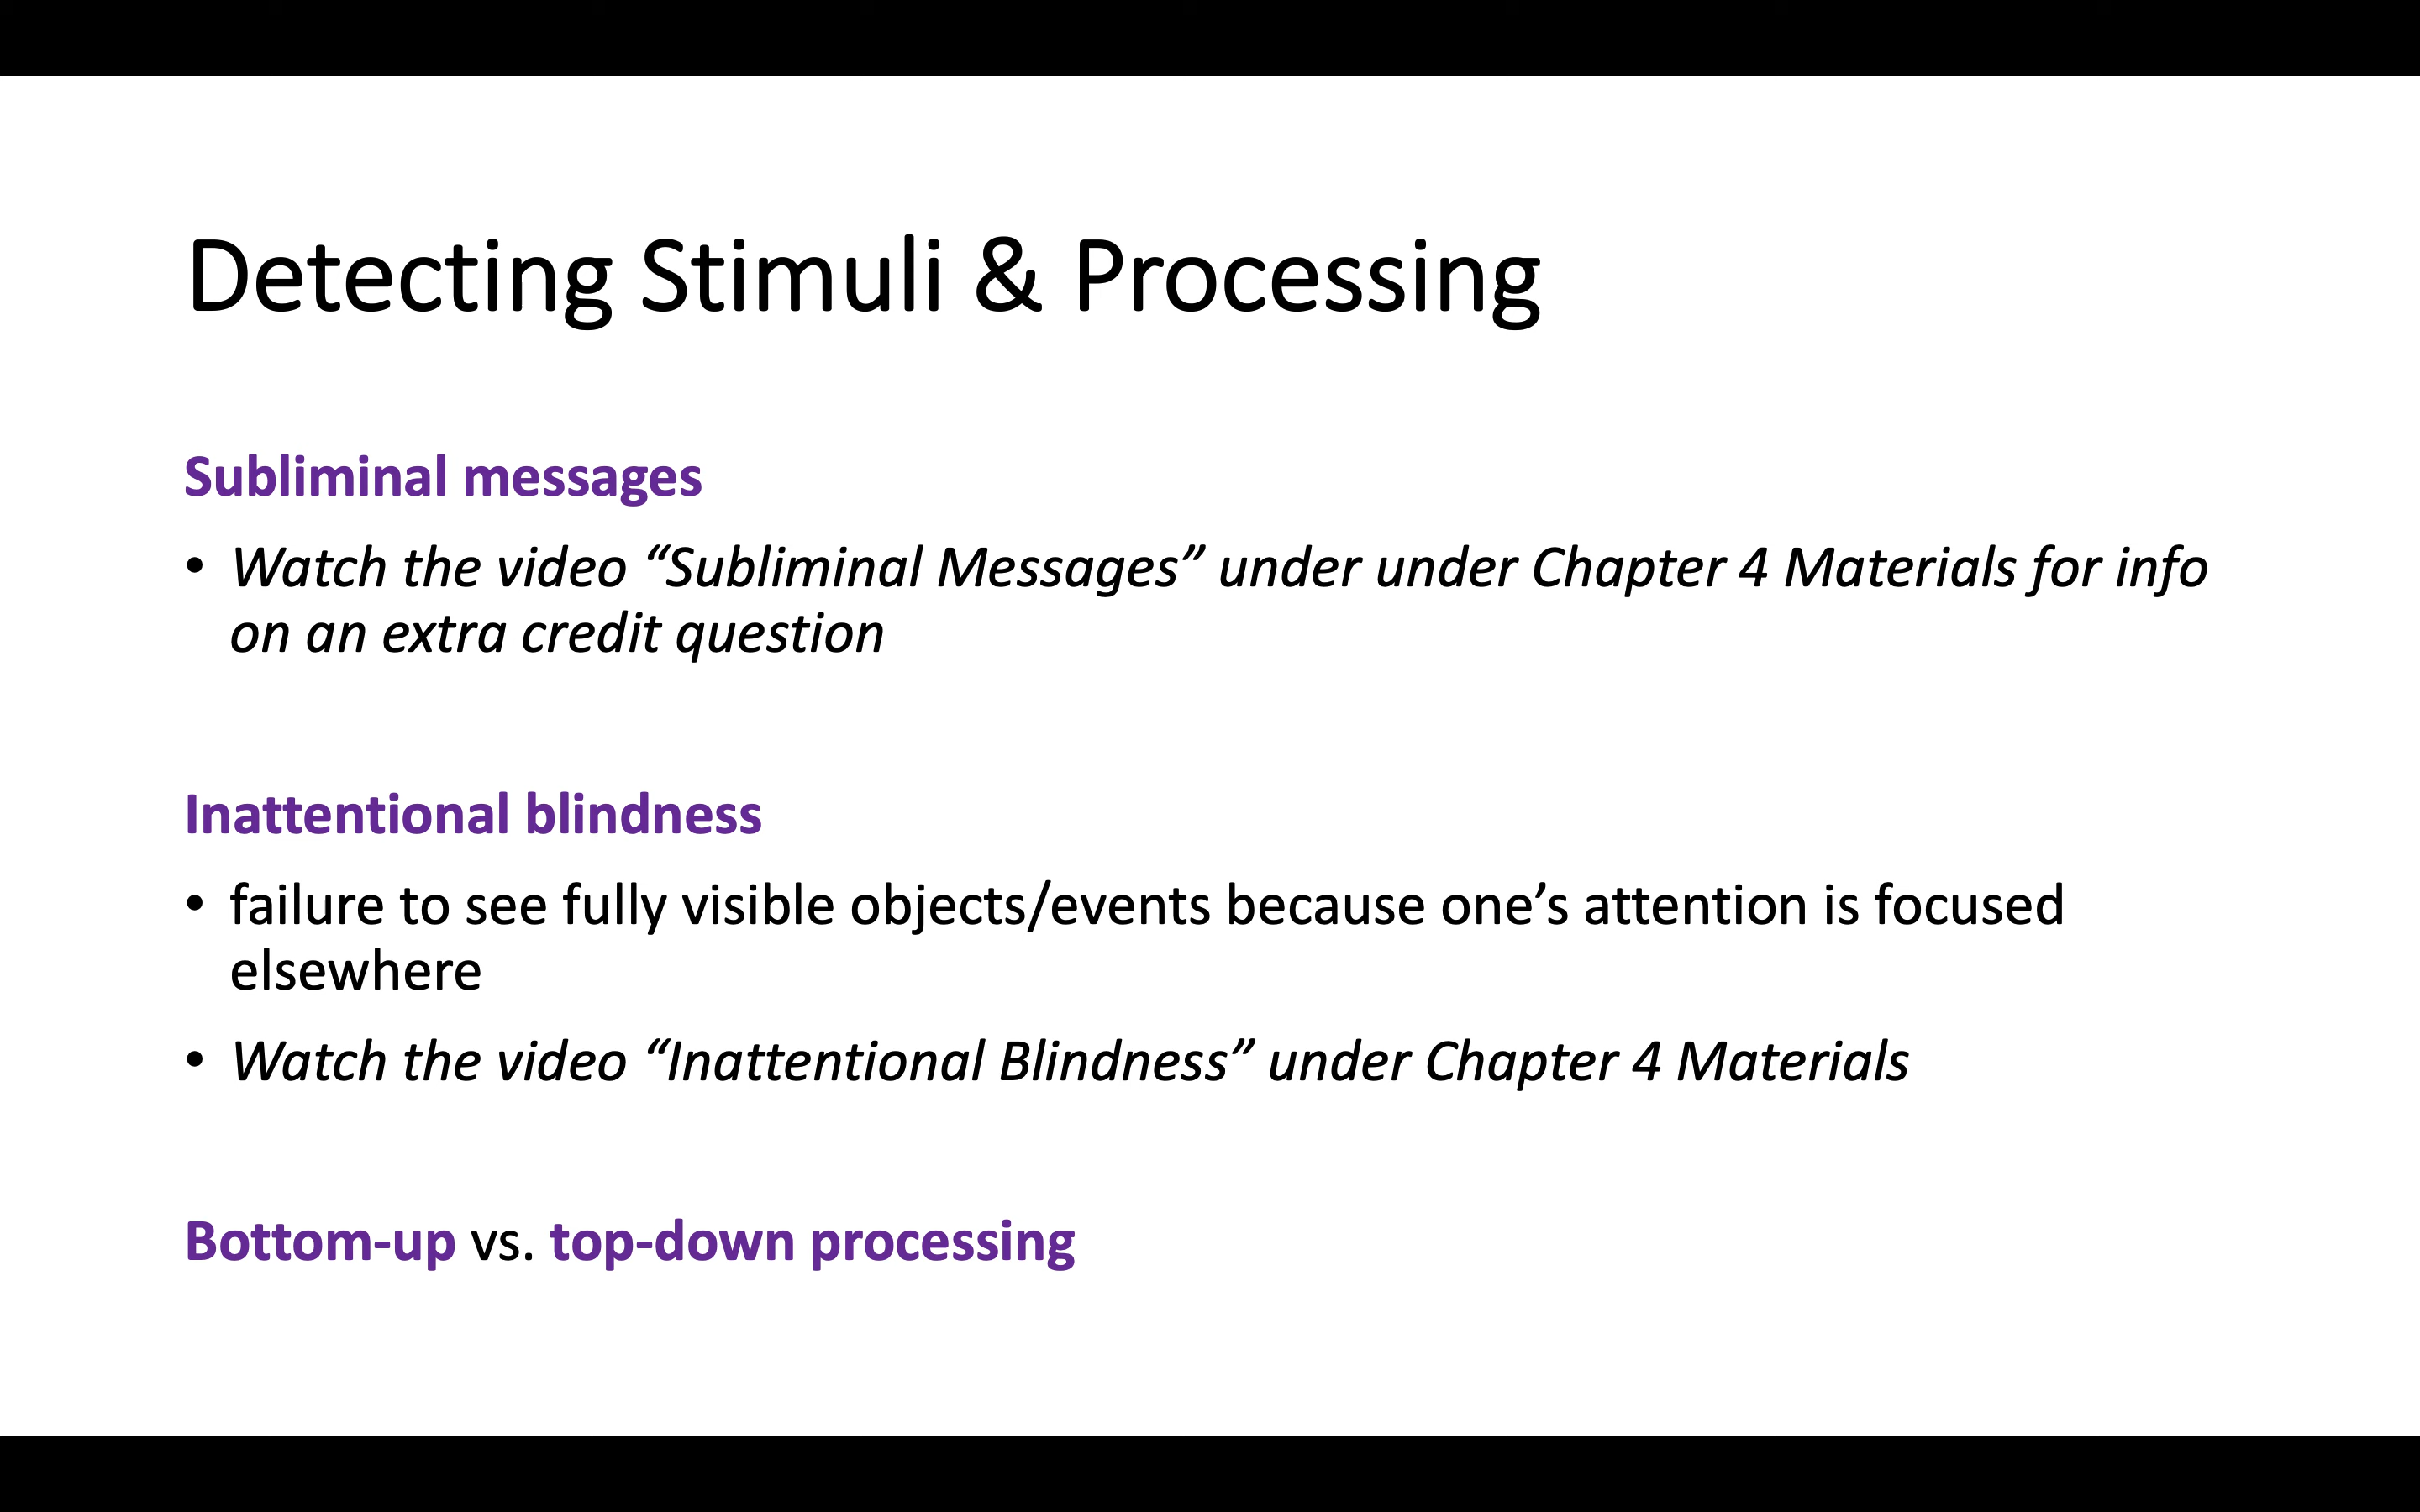 Detecting Stimuli & Processing
Subliminal messages
• Watch the video “Subliminal Messages” under under Chapter 4 Materials for info
on an extra credit question
Inattentional blindness
• failure to see fully visible objects/events because one’s attention is focused
elsewhere
• Watch the video “Inattentional Blindness” under Chapter 4 Materials
Bottom-up vs. top-down processing